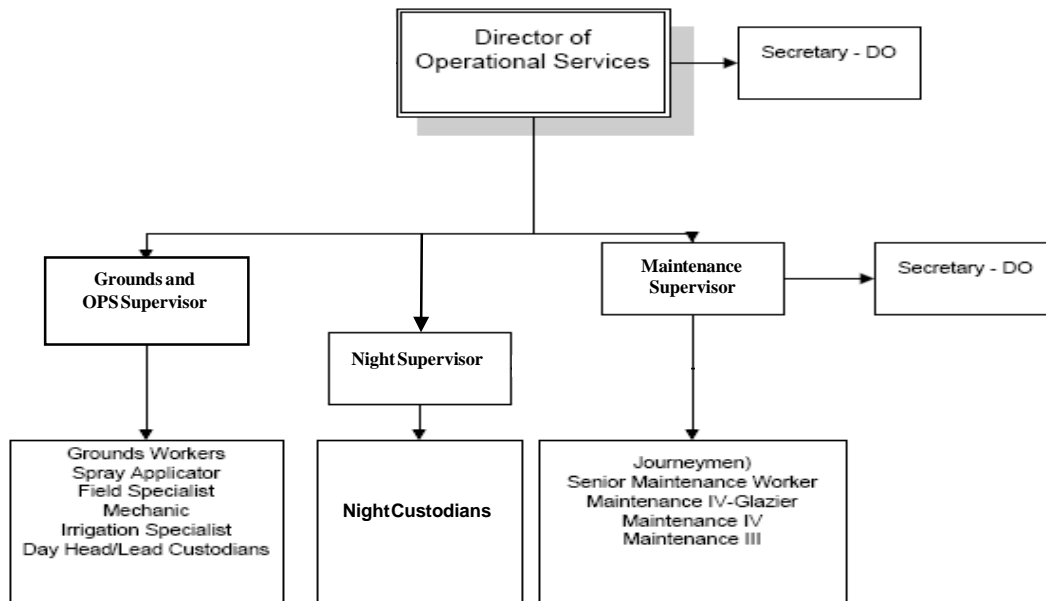 Director of
Operational Services
Secretary - DO
Grounds and
OPS Supervisor
Night Supervisor
Maintenance
Supervisor
Secretary - DO
Grounds Workers
Spray Applicator
Field Specialist
Mechanic
Irrigation Specialist
Day Head/Lead Custodians
Night Custodians
Journeymen)
Senior Maintenance Worker
Maintenance IV-Glazier
Maintenance IV
Maintenance III